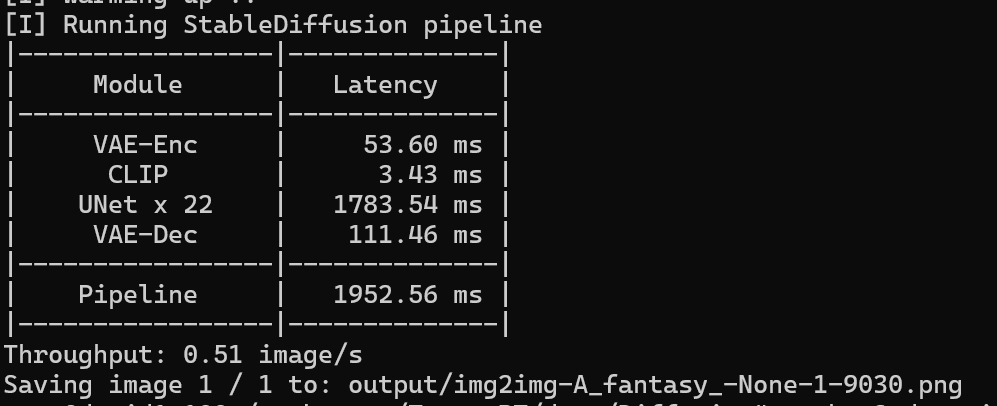 [I] Warming up ..
[I] Running StableDiffusion pipeline
|-----------------|--------------|
|     Module      |   Latency    |
|-----------------|--------------|
|     VAE-Enc     |     53.60 ms |
|      CLIP       |      3.43 ms |
|    UNet x 22    |   1783.54 ms |
|     VAE-Dec     |    111.46 ms |
|-----------------|--------------|
|    Pipeline     |   1952.56 ms |
|-----------------|--------------|
Throughput: 0.51 image/s
Saving image 1 / 1 to: output/img2img-A_fantasy_-None-1-9030.png